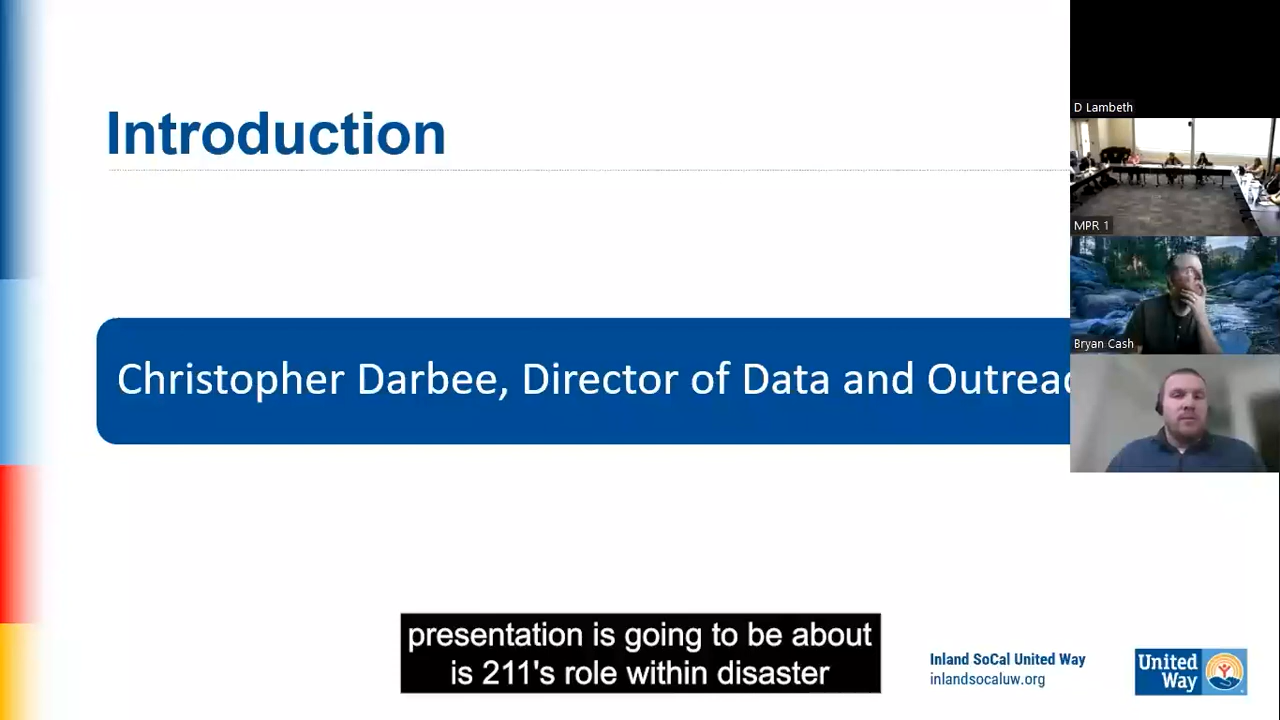 Introduction
Christopher Darbee, Director of Data and Outreac
D Lambeth
MPR 1
Bryan Cash
presentation is going to be about
is 211's role within disaster
Inland SoCal United Way
inlandsocaluw.org
United
Way